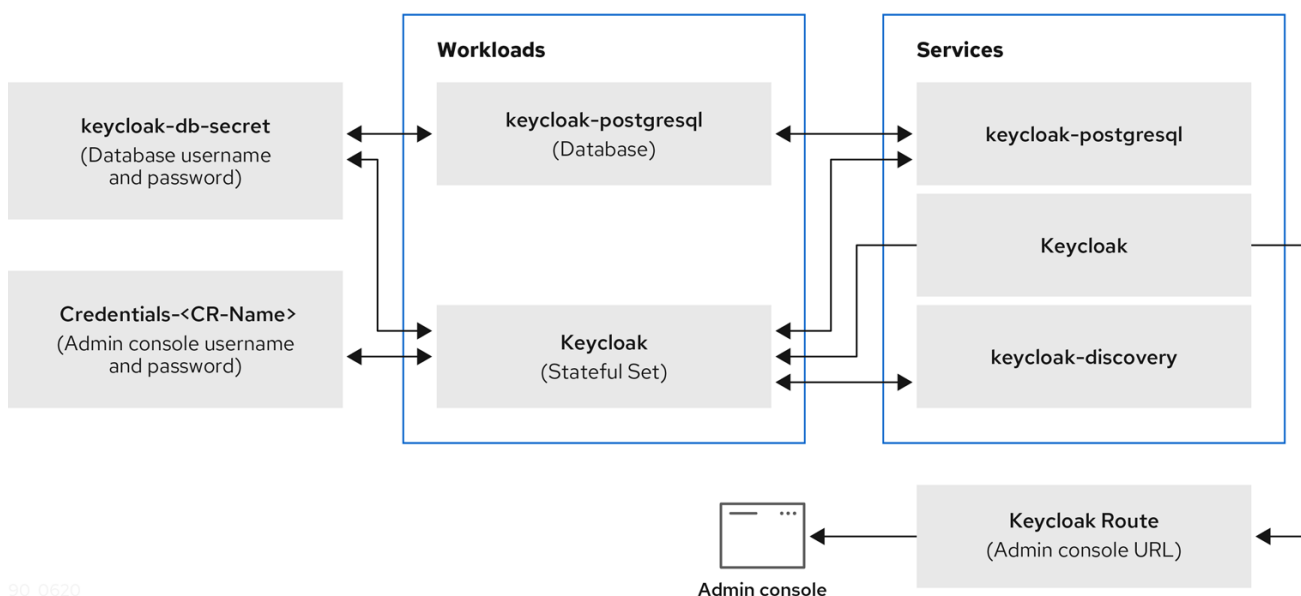 Workloads
Services
keycloak-db-secret
(Database username
and password)
keycloak-postgresql
(Database)
keycloak-postgresql
Keycloak
Credentials-<CR-Name>
(Admin console username
and password)
Keycloak
(Stateful Set)
keycloak-discovery
Keycloak Route
(Admin console URL)
Admin console
90_0620